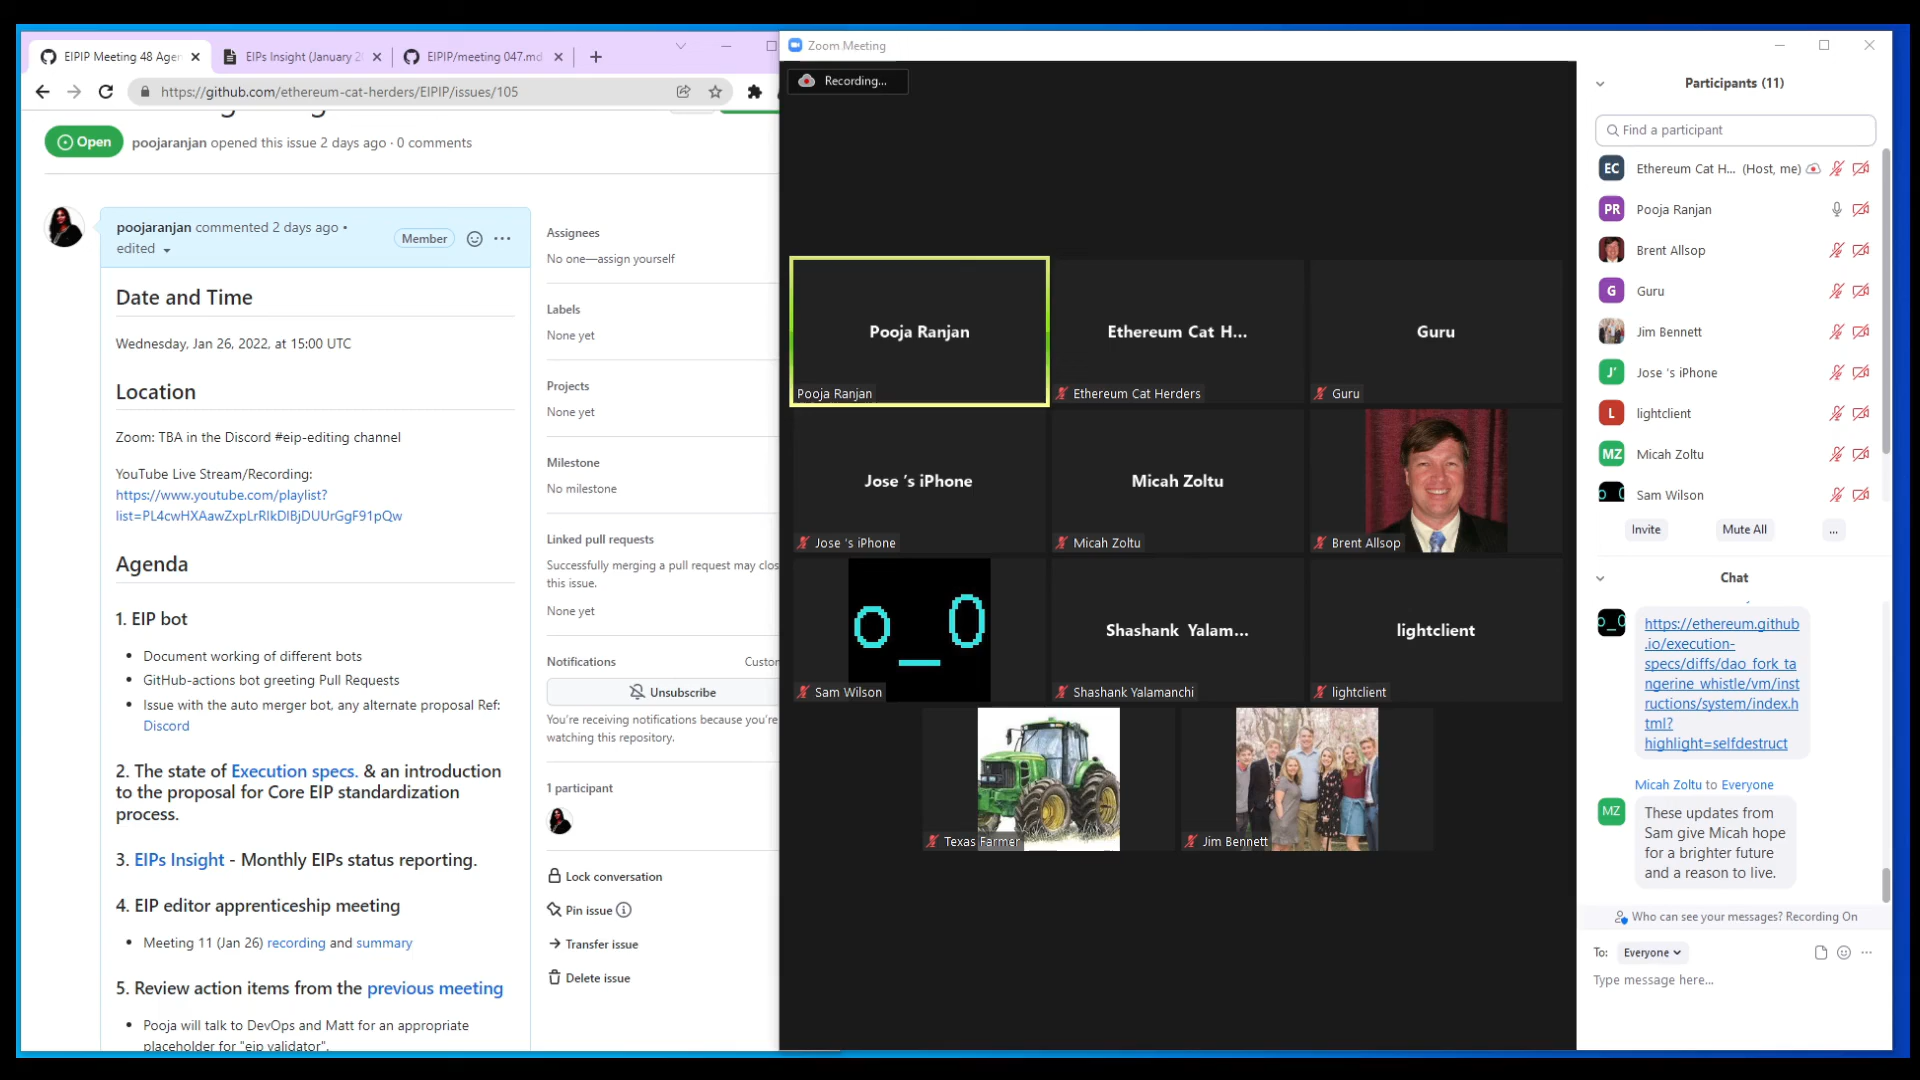 EIPIP Meeting 48 Agen
EIPs Insight (January 2
EIPIP/meeting 047.md
https://github.com/ethereum-cat-herders/EIPIP/issues/105
Open
poojaranjan opened this issue 2 days ago · 0 comments
poojaranjan commented 2 days ago •
edited
Member
Date and Time
Wednesday, Jan 26, 2022, at 15:00 UTC
Location
Zoom: TBA in the Discord #eip-editing channel
YouTube Live Stream/Recording:
https://www.youtube.com/playlist?
list=PL4cwHXAawZxpLrRIkDlBjDUUrGgF91pQw
Agenda
1. EIP bot
• Document working of different bots
• GitHub-actions bot greeting Pull Requests
• Issue with the auto merger bot, any alternate proposal Ref:
Discord
2. The state of Execution specs. & an introduction
to the proposal for Core EIP standardization
process.
3. EIPs Insight - Monthly EIPs status reporting.
4. EIP editor apprenticeship meeting
• Meeting 11 (Jan 26) recording and summary
5. Review action items from the previous meeting
• Pooja will talk to DevOps and Matt for an appropriate
placeholder for "eip validator".
Assignees
No one—assign yourself
Labels
None yet
Projects
None yet
Milestone
No milestone
Linked pull requests
Successfully merging a pull request may clos
this issue.
None yet
Notifications
Custom
Unsubscribe
You're receiving notifications because you're
watching this repository.
1 participant
Lock conversation
Pin issue
Transfer issue
Delete issue
Zoom Meeting
Recording...
Pooja Ranjan
Pooja Ranjan
Ethereum Cat H...
Ethereum Cat Herders
Guru
Guru
Jose 's iPhone
Jose 's iPhone
Micah Zoltu
Micah Zoltu
Brent Allsop
o_0
Sam Wilson
Shashank Yalam...
Shashank Yalamanchi
lightclient
lightclient
Texas Farmer
Jim Bennett
Participants (11)
Find a participant
EC Ethereum Cat H... (Host, me)
PR Pooja Ranjan
Brent Allsop
G Guru
Jim Bennett
J' Jose 's iPhone
L lightclient
MZ Micah Zoltu
Sam Wilson
Invite
Mute All
...
Chat
https://ethereum.github
.io/execution-
specs/diffs/dao_fork_ta
ngerine_whistle/vm/inst
ructions/system/index.h
tml?
highlight=selfdestruct
Micah Zoltu to Everyone
MZ
These updates from
Sam give Micah hope
for a brighter future
and a reason to live.
Who can see your messages? Recording On
To: Everyone
Type message here...